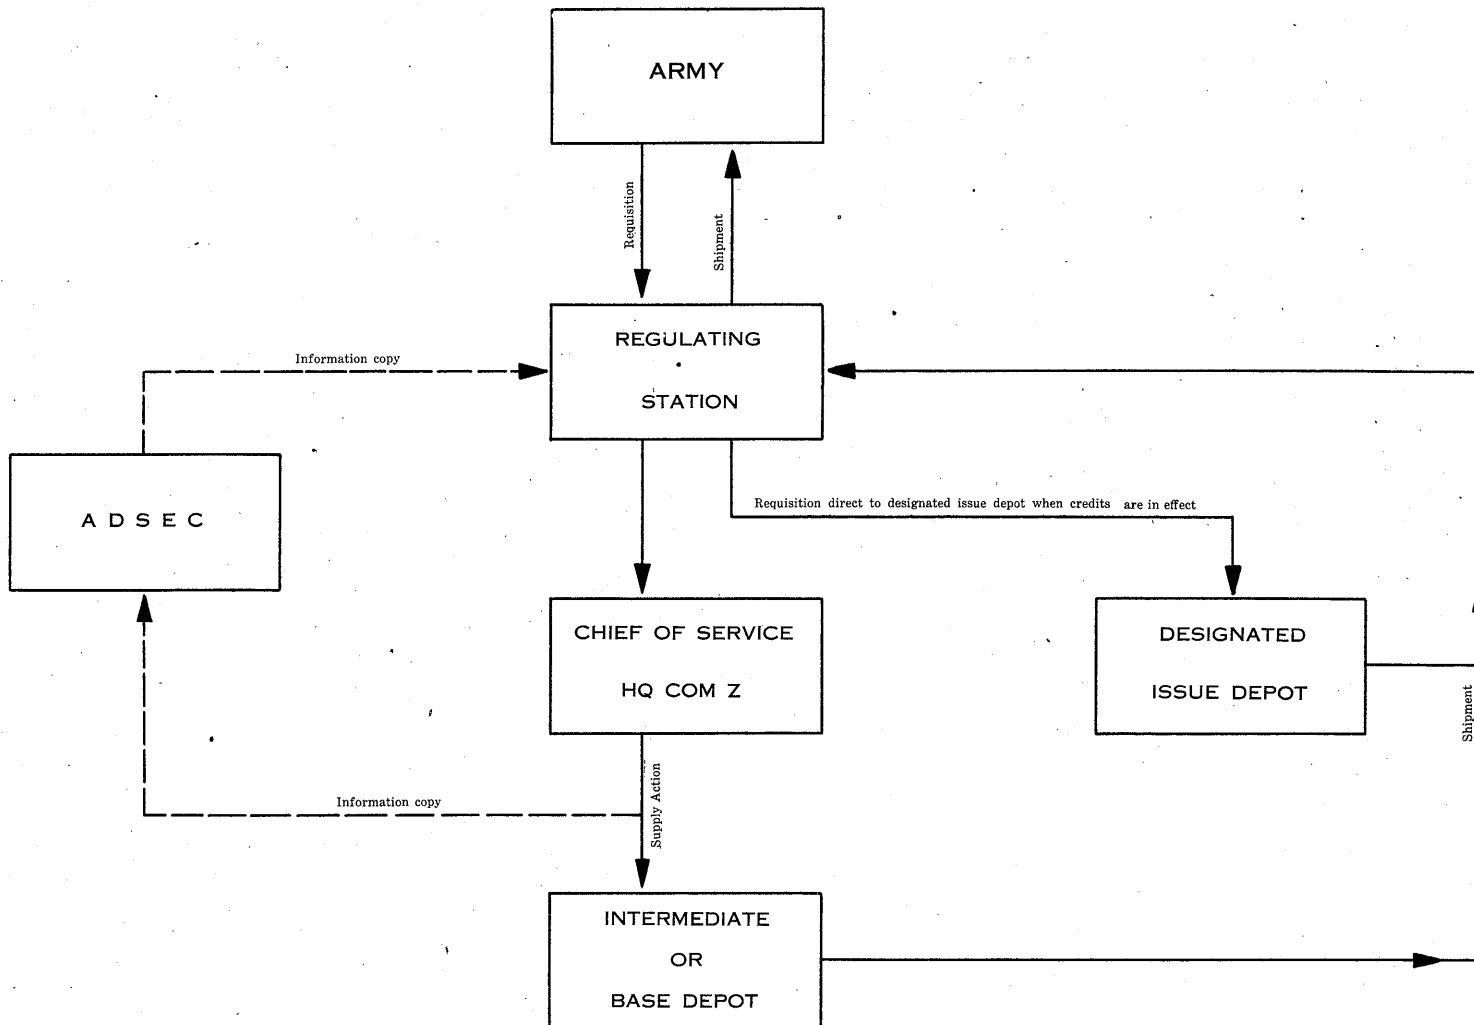 ARMY
Requisition
Shipment
REGULATING
STATION
Information copy
ADSEC
Requisition direct to designated issue depot when credits are in effect
CHIEF OF SERVICE
HQ COM Z
DESIGNATED
ISSUE DEPOT
Shipment
Information copy
Supply Action
INTERMEDIATE
OR
BASE DEPOT